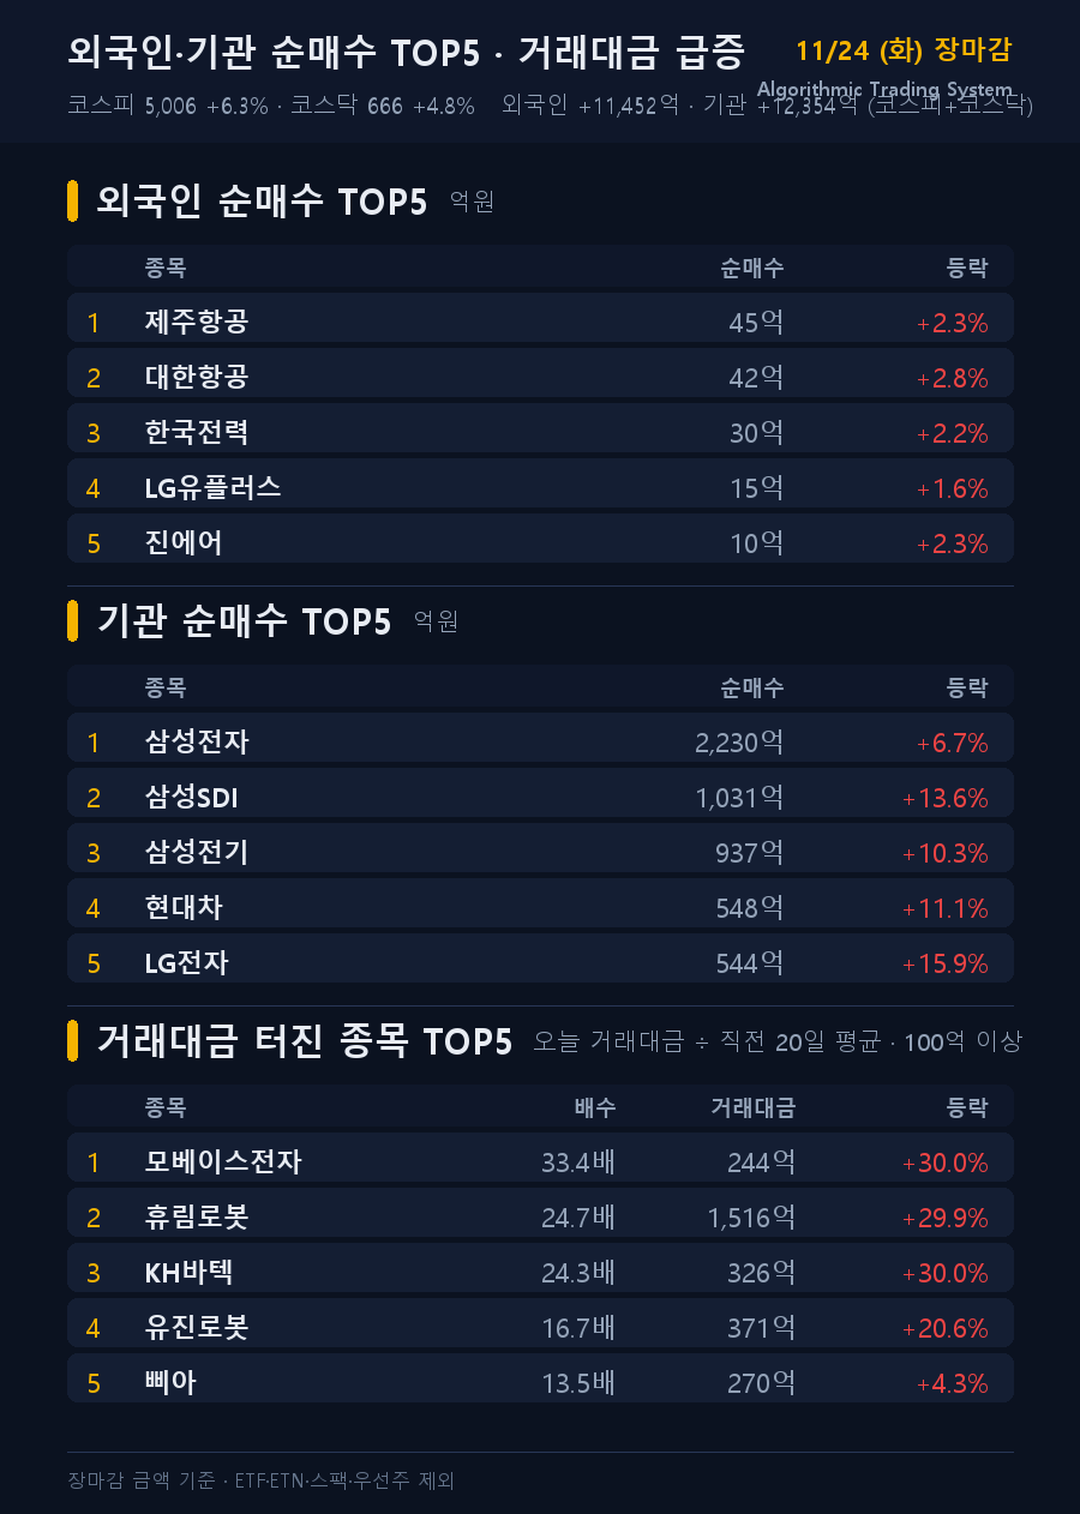 외국인·기관 순매수 TOP5 · 거래대금 급증
11/24 (화) 장마감
Algorithmic Trading System
코스피 5,006 +6.3% · 코스닥 666 +4.8% 외국인 +11,452억 · 기관 +12,354억 (코스피+코스닥)
외국인 순매수 TOP5 억원
종목 순매수 등락
1 제주항공 45억 +2.3%
2 대한항공 42억 +2.8%
3 한국전력 30억 +2.2%
4 LG유플러스 15억 +1.6%
5 진에어 10억 +2.3%
기관 순매수 TOP5 억원
종목 순매수 등락
1 삼성전자 2,230억 +6.7%
2 삼성SDI 1,031억 +13.6%
3 삼성전기 937억 +10.3%
4 현대차 548억 +11.1%
5 LG전자 544억 +15.9%
거래대금 터진 종목 TOP5 오늘 거래대금 ÷ 직전 20일 평균 · 100억 이상
종목 배수 거래대금 등락
1 모베이스전자 33.4배 244억 +30.0%
2 휴림로봇 24.7배 1,516억 +29.9%
3 KH바텍 24.3배 326억 +30.0%
4 유진로봇 16.7배 371억 +20.6%
5 삐아 13.5배 270억 +4.3%
장마감 금액 기준 · ETF·ETN·스팩·우선주 제외